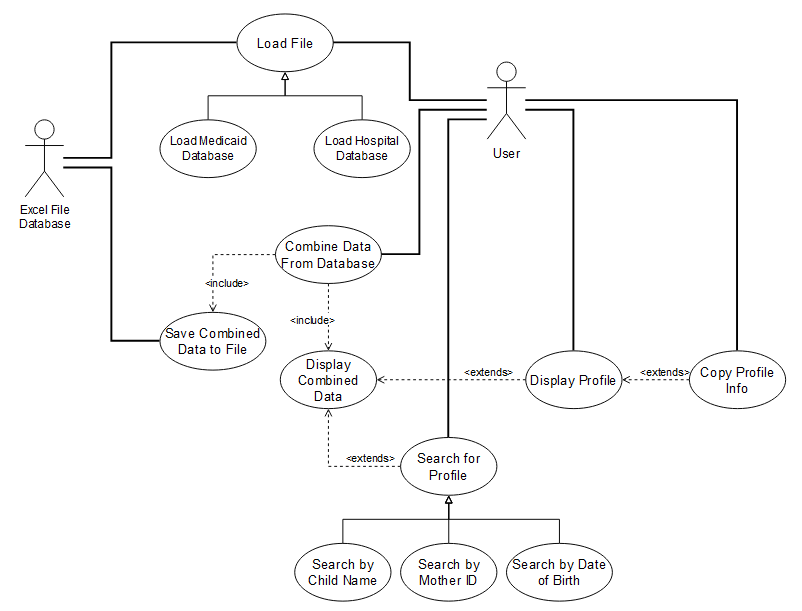 Load File
Load Medicaid
Database
Load Hospital
Database
User
Excel File
Database
Combine Data
From Database
<include>
<include>
Save Combined
Data to File
Display
Combined
Data
<extends>
Display Profile
<extends>
Copy Profile
Info
<extends>
Search for
Profile
Search by
Child Name
Search by
Mother ID
Search by Date
of Birth